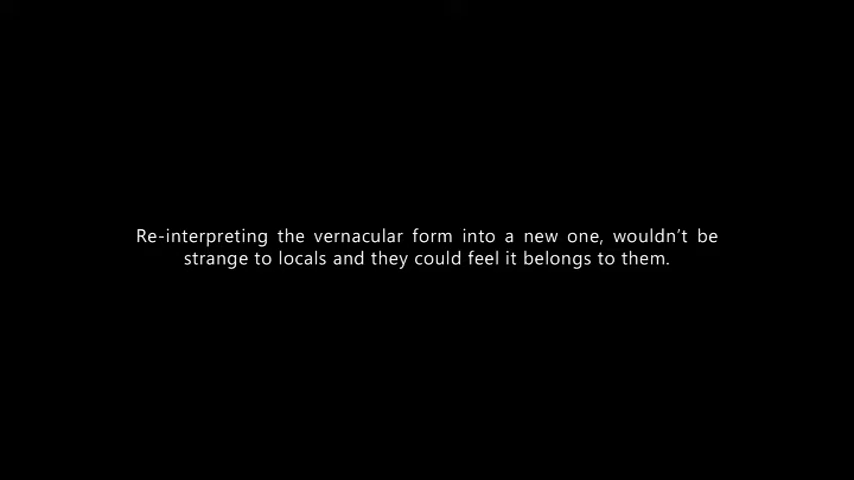 Re-interpreting the vernacular form into a new one, wouldn’t be
strange to locals and they could feel it belongs to them.